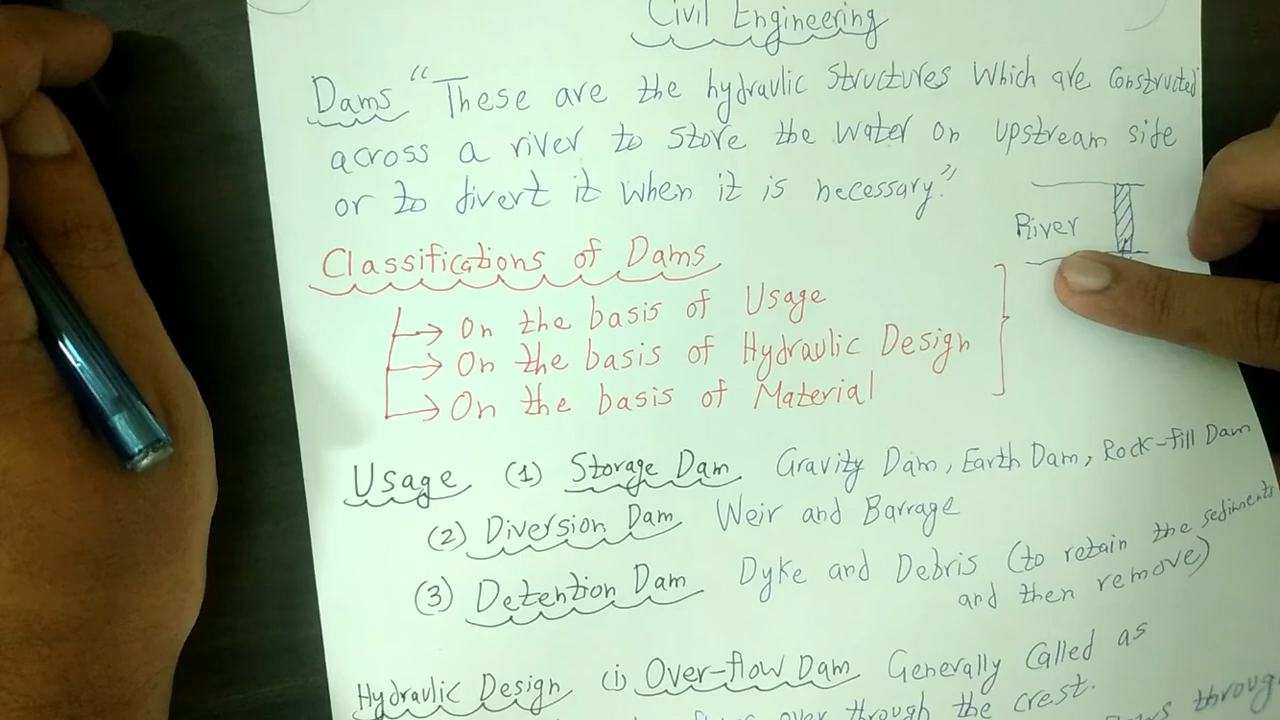 Civil Engineering
Dams "These are the hydraulic Structures Which are Constructed
across a river to store the Water on upstream side
or to divert it when it is necessary."
River
Classifications of Dams
On the basis of Usage
On the basis of Hydraulic Design
On the basis of Material
Usage (1) Storage Dam Gravity Dam, Earth Dam, Rock-fill Dam
(2) Diversion Dam Weir and Barrage
(3) Detention Dam Dyke and Debris (to retain the sediments
and then remove)
Hydraulic Design (i) Over-flow Dam Generally Called as
over through the crest.
through